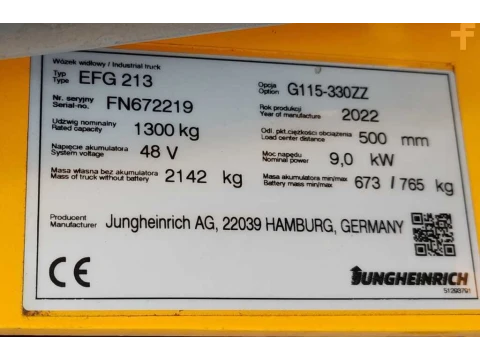 Wózek widłowy / Industrial truck
Typ
Type EFG 213
Opcja
Option G115-330ZZ
Nr. seryjny
Serial-no. FN672219
Rok produkcji
Year of manufacture 2022
Udźwig nominalny
Rated capacity 1300 kg
Odl. pkt.ciężkości obciążenia
Load center distance 500 mm
Napięcie akumulatora
System voltage 48 V
Moc napędu
Nominal power 9,0 kW
Masa własna bez akumulatora
Mass of truck without battery 2142 kg
Masa akumulatora min/max
Battery mass min/max 673 / 765 kg
Producent
Manufacturer Jungheinrich AG, 22039 HAMBURG, GERMANY
CE
JUNGHEINRICH